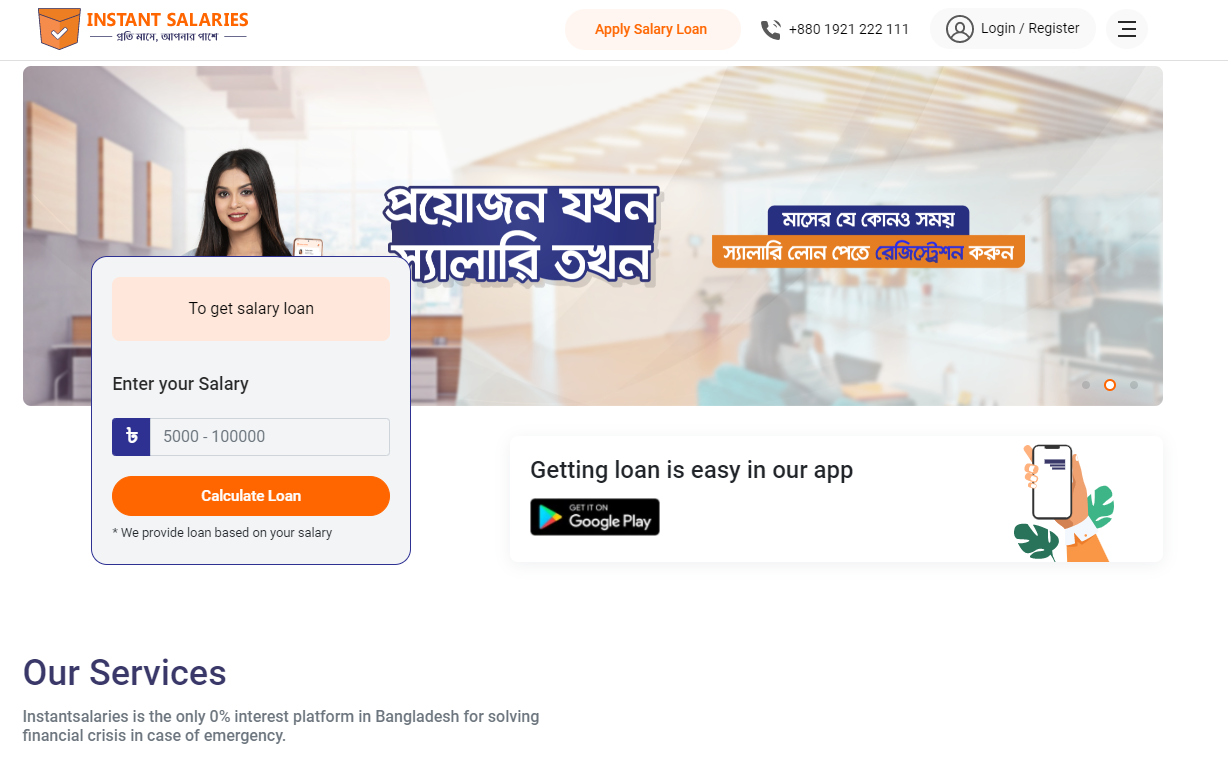 INSTANT SALARIES
প্রতি মাসে, আপনার পাশে
Apply Salary Loan
+880 1921 222 111
Login / Register
প্রয়োজন যখন
স্যালারি তখন
মাসের যে কোনও সময়
স্যালারি লোন পেতে রেজিস্ট্রেশন করুন
To get salary loan
Enter your Salary
৳ 5000 - 100000
Calculate Loan
* We provide loan based on your salary
Getting loan is easy in our app
GET IT ON
Google Play
Our Services
Instantsalaries is the only 0% interest platform in Bangladesh for solving
financial crisis in case of emergency.